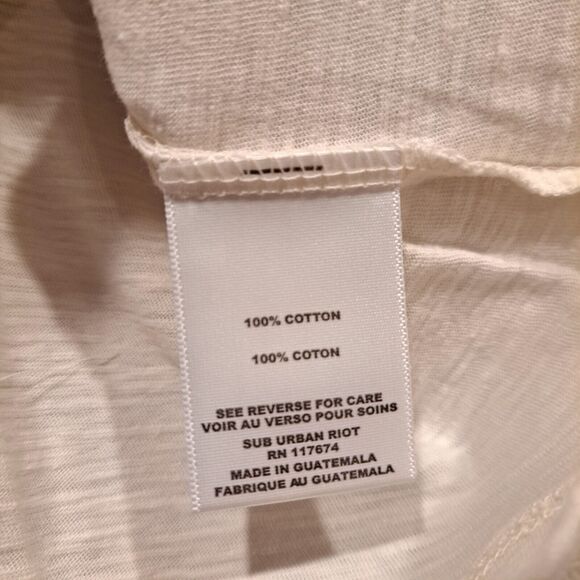 100% COTTON
100% COTON
SEE REVERSE FOR CARE
VOIR AU VERSO POUR SOINS
SUB URBAN RIOT
RN 117674
MADE IN GUATEMALA
FABRIQUE AU GUATEMALA